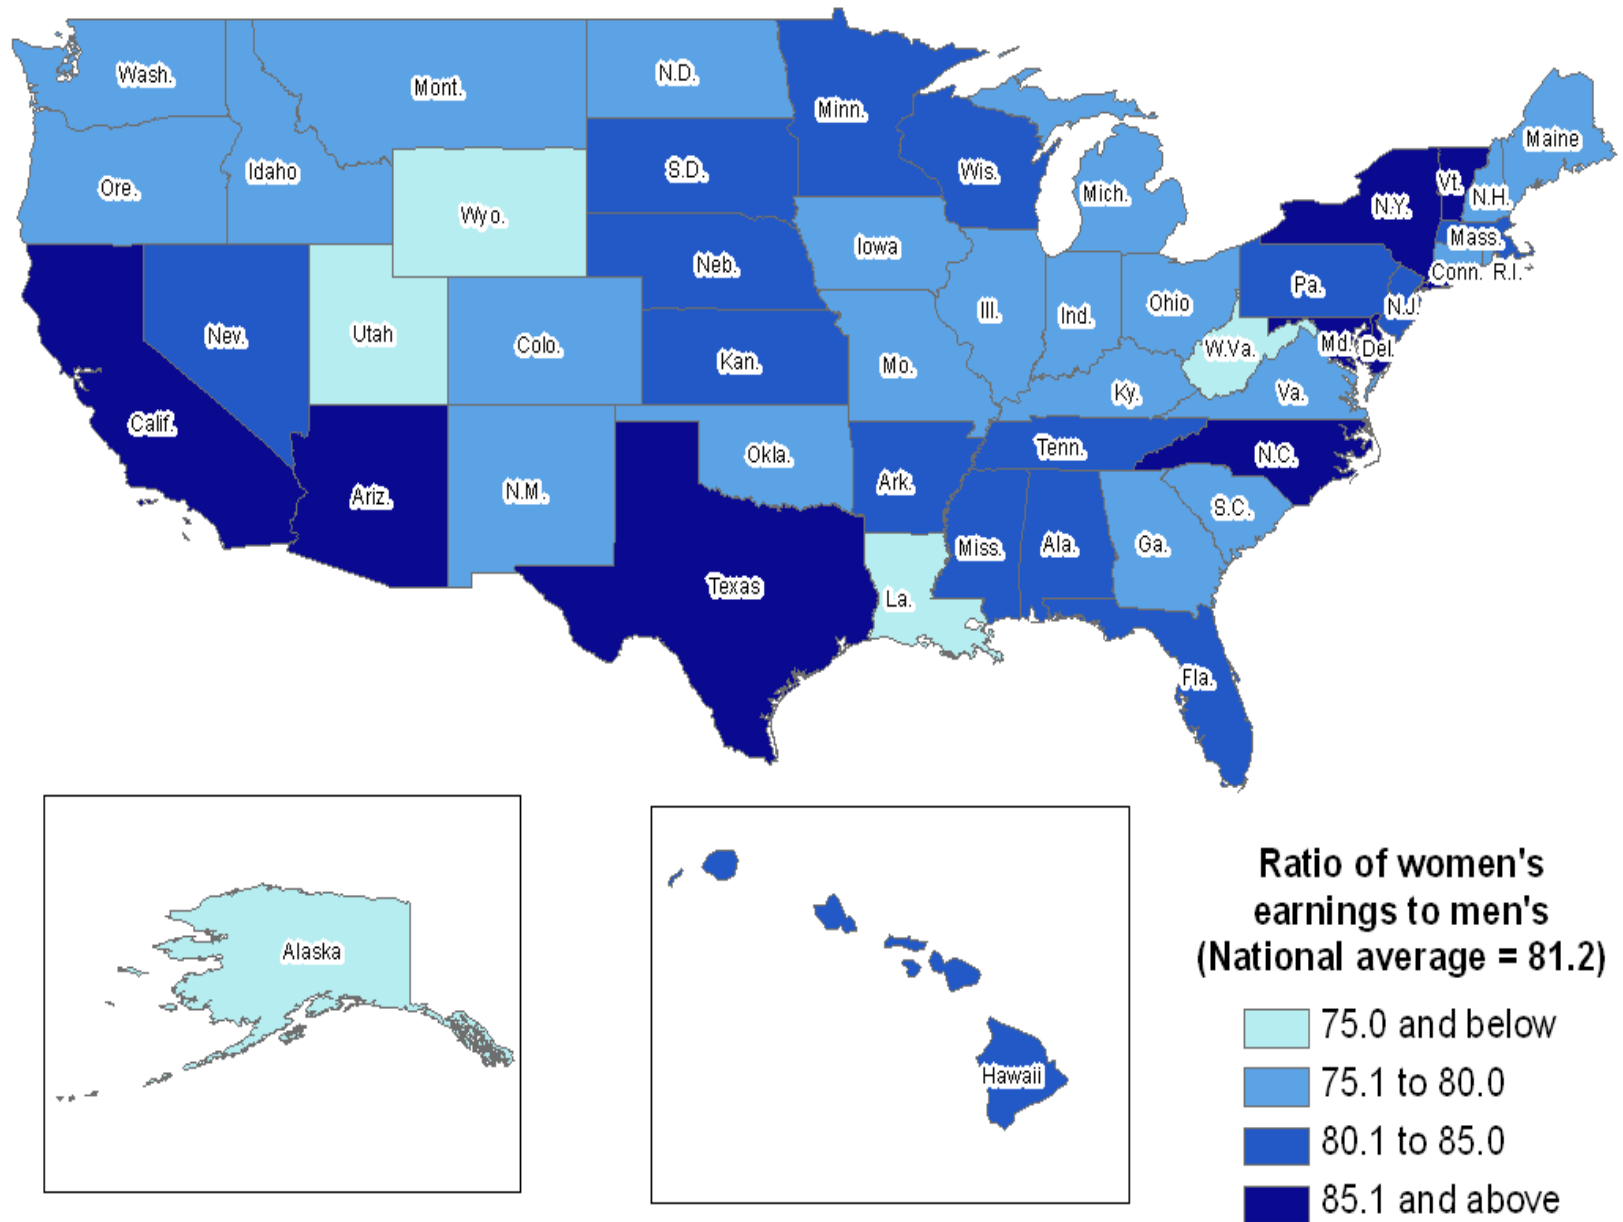 Wash.
Mont.
N.D.
Minn.
Maine
Ore.
Idaho
S.D.
Wis.
Mich.
Vt.
N.H.
N.Y.
Wyo.
Mass.
Neb.
Iowa
Conn.
R.I.
Pa.
N.J.
Nev.
Utah
Colo.
Kan.
Ill.
Ind.
Ohio
W.Va.
Md.
Del.
Mo.
Ky.
Va.
Calif.
Ariz.
N.M.
Okla.
Ark.
Tenn.
N.C.
S.C.
Texas
La.
Miss.
Ala.
Ga.
Fla.
Alaska
Hawaii
Ratio of women's
earnings to men's
(National average = 81.2)
75.0 and below
75.1 to 80.0
80.1 to 85.0
85.1 and above